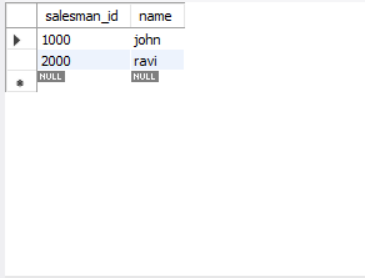 salesman_id name
1000 john
2000 ravi
NULL NULL